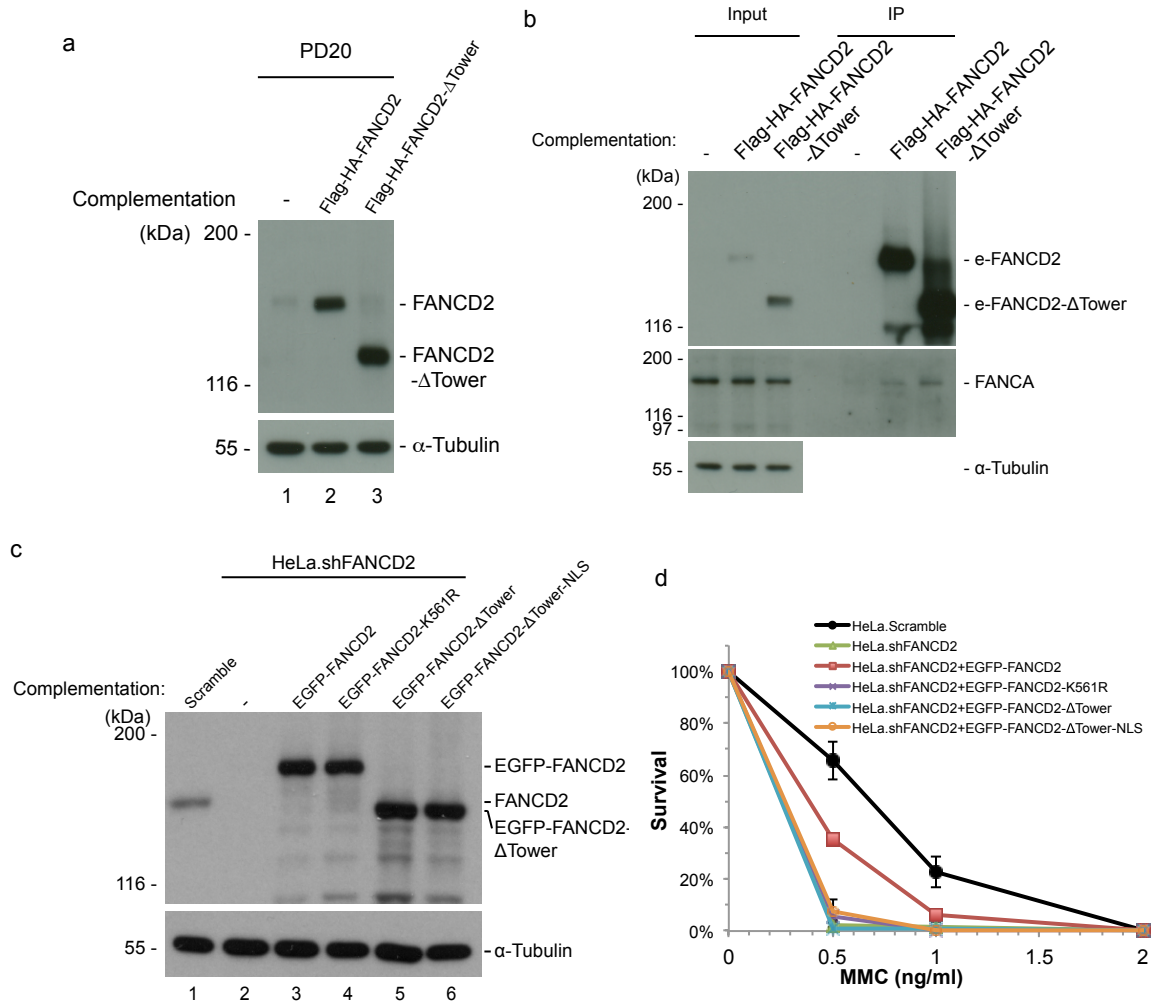 a
PD20
Complementation
-
Flag-HA-FANCD2
Flag-HA-FANCD2-ΔTower
(kDa)
200 -
- FANCD2
- FANCD2
-ΔTower
116 -
55 -
- α-Tubulin
1 2 3
b
Input IP
Complementation:
-
Flag-HA-FANCD2
Flag-HA-FANCD2
-ΔTower
-
Flag-HA-FANCD2
Flag-HA-FANCD2
-ΔTower
(kDa)
200 -
- e-FANCD2
- e-FANCD2-ΔTower
116 -
200 -
- FANCA
116 -
97 -
55 -
- α-Tubulin
c
HeLa.shFANCD2
Complementation:
Scramble
-
EGFP-FANCD2
EGFP-FANCD2-K561R
EGFP-FANCD2-ΔTower
EGFP-FANCD2-ΔTower-NLS
(kDa)
200 -
-EGFP-FANCD2
-FANCD2
EGFP-FANCD2-
ΔTower
116 -
55 -
-α-Tubulin
1 2 3 4 5 6
d
HeLa.Scramble
HeLa.shFANCD2
HeLa.shFANCD2+EGFP-FANCD2
HeLa.shFANCD2+EGFP-FANCD2-K561R
HeLa.shFANCD2+EGFP-FANCD2-ΔTower
HeLa.shFANCD2+EGFP-FANCD2-ΔTower-NLS
100%
80%
60%
40%
20%
0%
Survival
0 0.5 1 1.5 2
MMC (ng/ml)